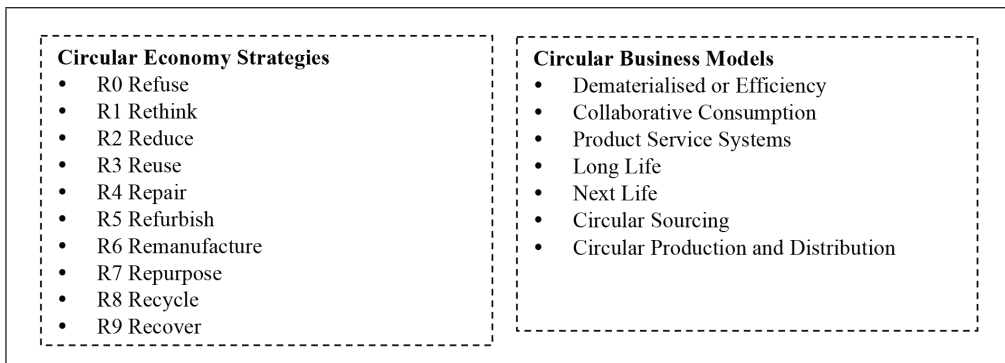 Circular Economy Strategies
• R0 Refuse
• R1 Rethink
• R2 Reduce
• R3 Reuse
• R4 Repair
• R5 Refurbish
• R6 Remanufacture
• R7 Repurpose
• R8 Recycle
• R9 Recover
Circular Business Models
• Dematerialised or Efficiency
• Collaborative Consumption
• Product Service Systems
• Long Life
• Next Life
• Circular Sourcing
• Circular Production and Distribution